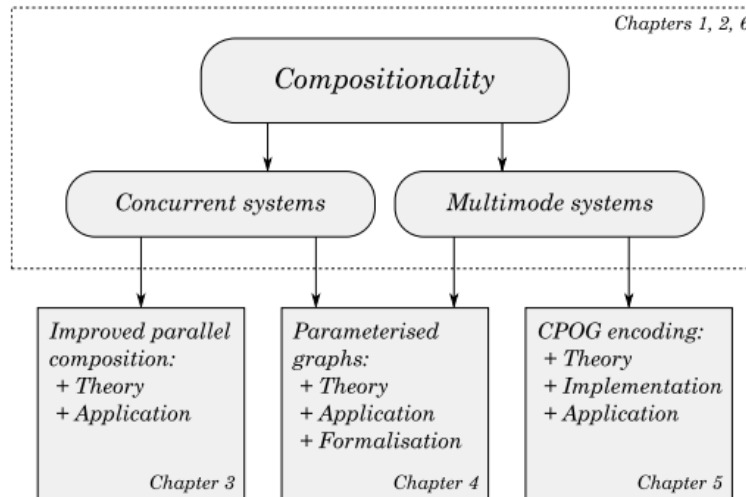 Chapters 1, 2, 6
Compositionality
Concurrent systems
Multimode systems
Improved parallel
composition:
+ Theory
+ Application
Chapter 3
Parameterised
graphs:
+ Theory
+ Application
+ Formalisation
Chapter 4
CPOG encoding:
+ Theory
+ Implementation
+ Application
Chapter 5